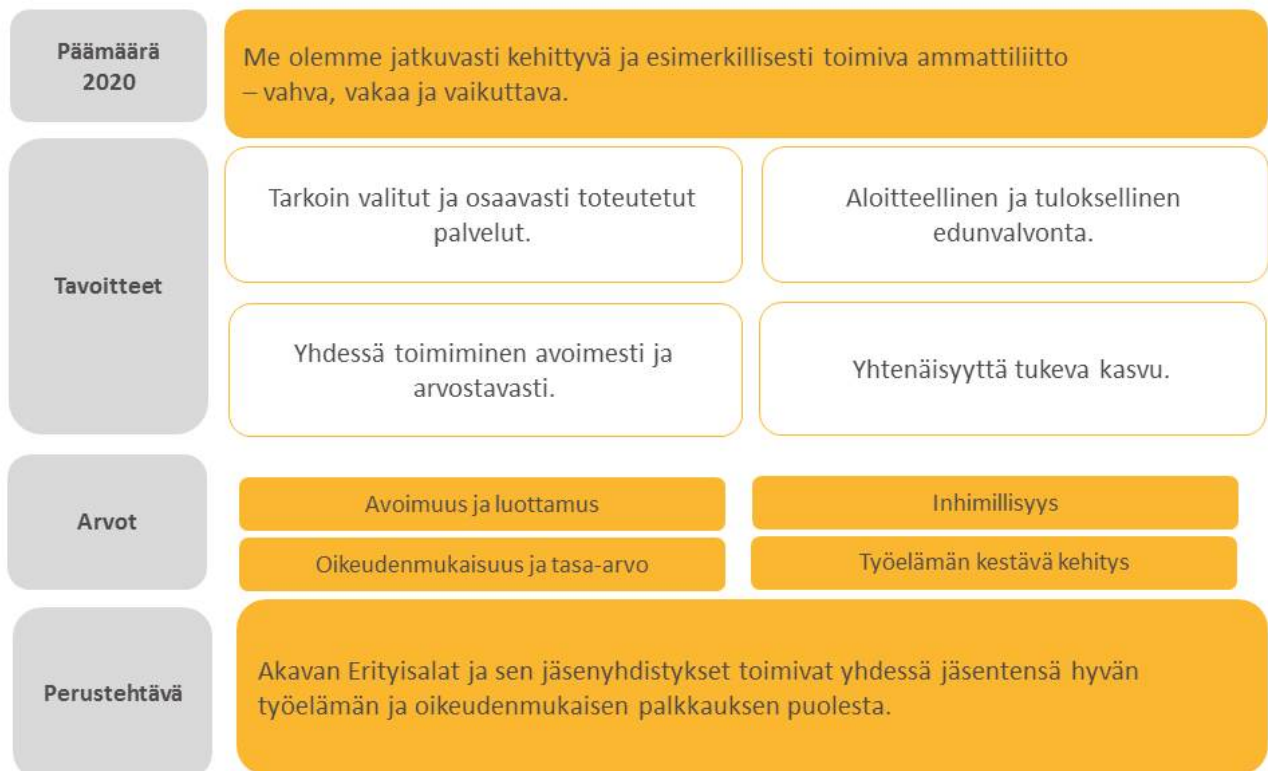 Päämäärä
2020
Me olemme jatkuvasti kehittyvä ja esimerkillisesti toimiva ammattiliitto
– vahva, vakaa ja vaikuttava.
Tavoitteet
Tarkoin valitut ja osaavasti toteutetut
palvelut.
Aloitteellinen ja tuloksellinen
edunvalvonta.
Yhdessä toimiminen avoimesti ja
arvostavasti.
Yhtenäisyyttä tukeva kasvu.
Arvot
Avoimuus ja luottamus
Inhimillisyys
Oikeudenmukaisuus ja tasa-arvo
Työelämän kestävä kehitys
Perustehtävä
Akavan Erityisalat ja sen jäsenyhdistykset toimivat yhdessä jäsentensä hyvän
työelämän ja oikeudenmukaisen palkkauksen puolesta.